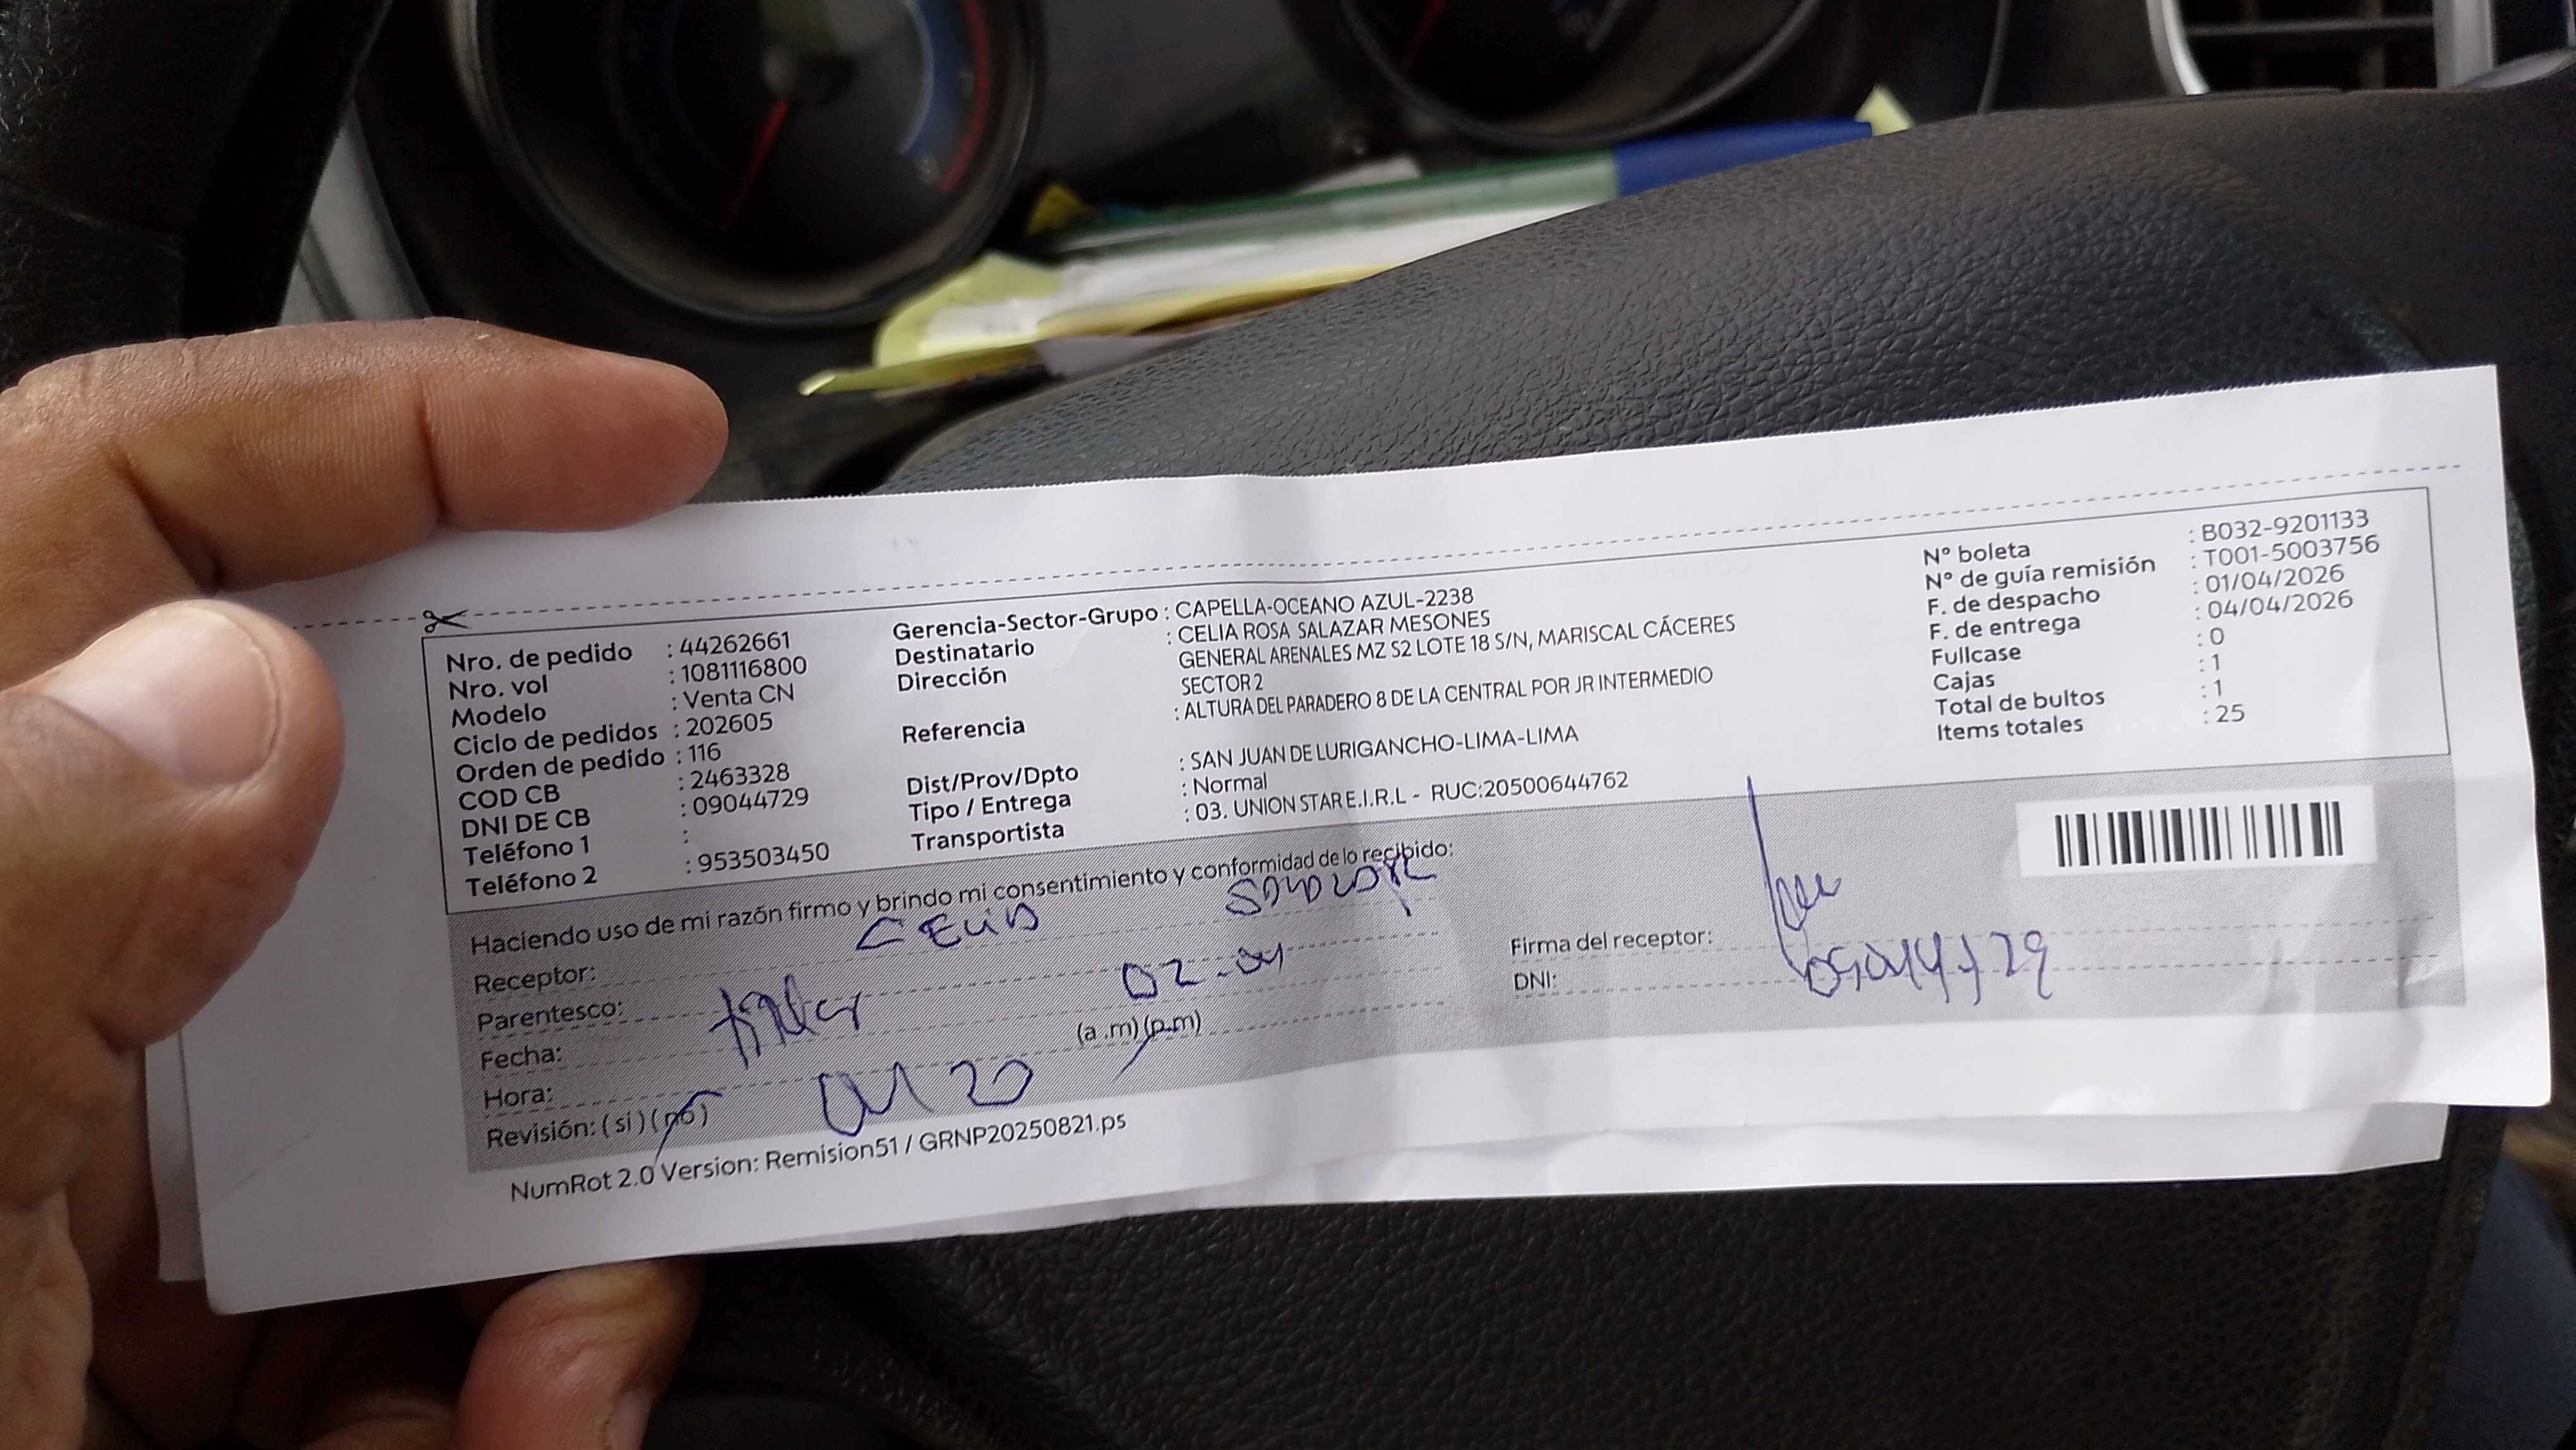 Nro. de pedido : 44262661
Nro. vol : 1081116800
Modelo : Venta CN
Ciclo de pedidos : 202605
Orden de pedido : 116
COD CB : 2463328
DNI DE CB : 09044729
Teléfono 1 :
Teléfono 2 : 953503450
Gerencia-Sector-Grupo : CAPELLA-OCEANO AZUL-2238
Destinatario : CELIA ROSA SALAZAR MESONES
Dirección GENERAL ARENALES MZ S2 LOTE 18 S/N, MARISCAL CÁCERES
SECTOR 2
Referencia : ALTURA DEL PARADERO 8 DE LA CENTRAL POR JR INTERMEDIO
Dist/Prov/Dpto : SAN JUAN DE LURIGANCHO-LIMA-LIMA
Tipo / Entrega : Normal
Transportista : 03. UNION STAR E.I.R.L - RUC:20500644762
N° boleta : B032-9201133
N° de guía remisión : T001-5003756
F. de despacho : 01/04/2026
F. de entrega : 04/04/2026
Fullcase : 0
Cajas : 1
Total de bultos : 1
Items totales : 25
Haciendo uso de mi razón firmo y brindo mi consentimiento y conformidad de lo recibido:
Receptor: CELIA
Parentesco:
Fecha: 02-04
Hora: (a .m) (p.m)
Revisión: ( si ) ( no )
Firma del receptor:
DNI: 09044729
NumRot 2.0 Version: Remision51 / GRNP20250821.ps